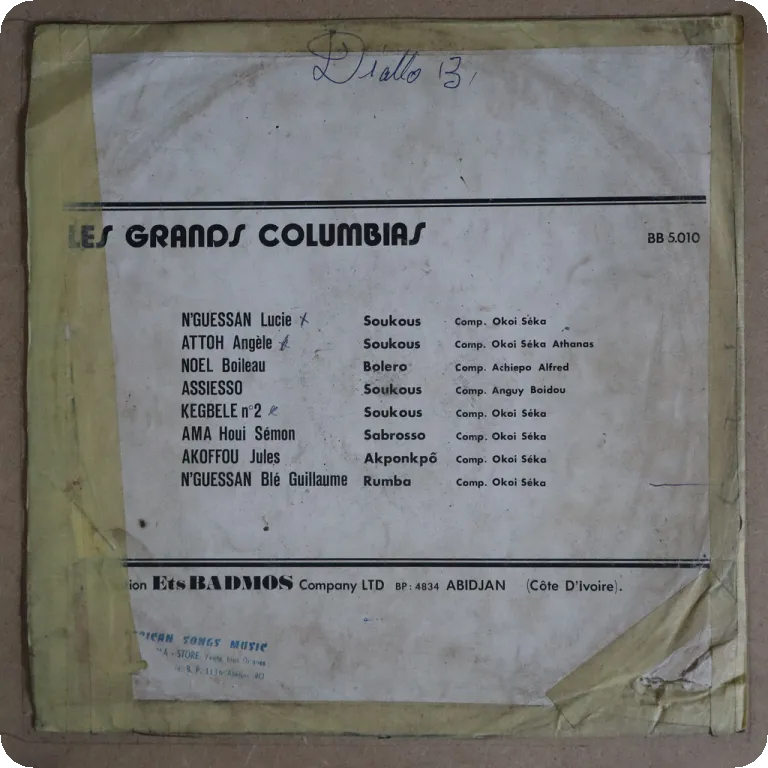 Diallo B,
LES GRANDS COLUMBIAS
BB 5.010
N'GUESSAN Lucie Soukous Comp. Okoi Séka
ATTOH Angèle Soukous Comp. Okoi Séka Athanas
NOEL Boileau Bolero Comp. Achiepo Alfred
ASSIESSO Soukous Comp. Anguy Boidou
KEGBELE n°2 Soukous Comp. Okoi Séka
AMA Houi Sémon Sabrosso Comp. Okoi Séka
AKOFFOU Jules Akponkpô Comp. Okoi Séka
N'GUESSAN Blé Guillaume Rumba Comp. Okoi Séka
ion Ets BADMOS Company LTD BP: 4834 ABIDJAN (Côte D'Ivoire).
RICAN SONGS MUSIC
STORE